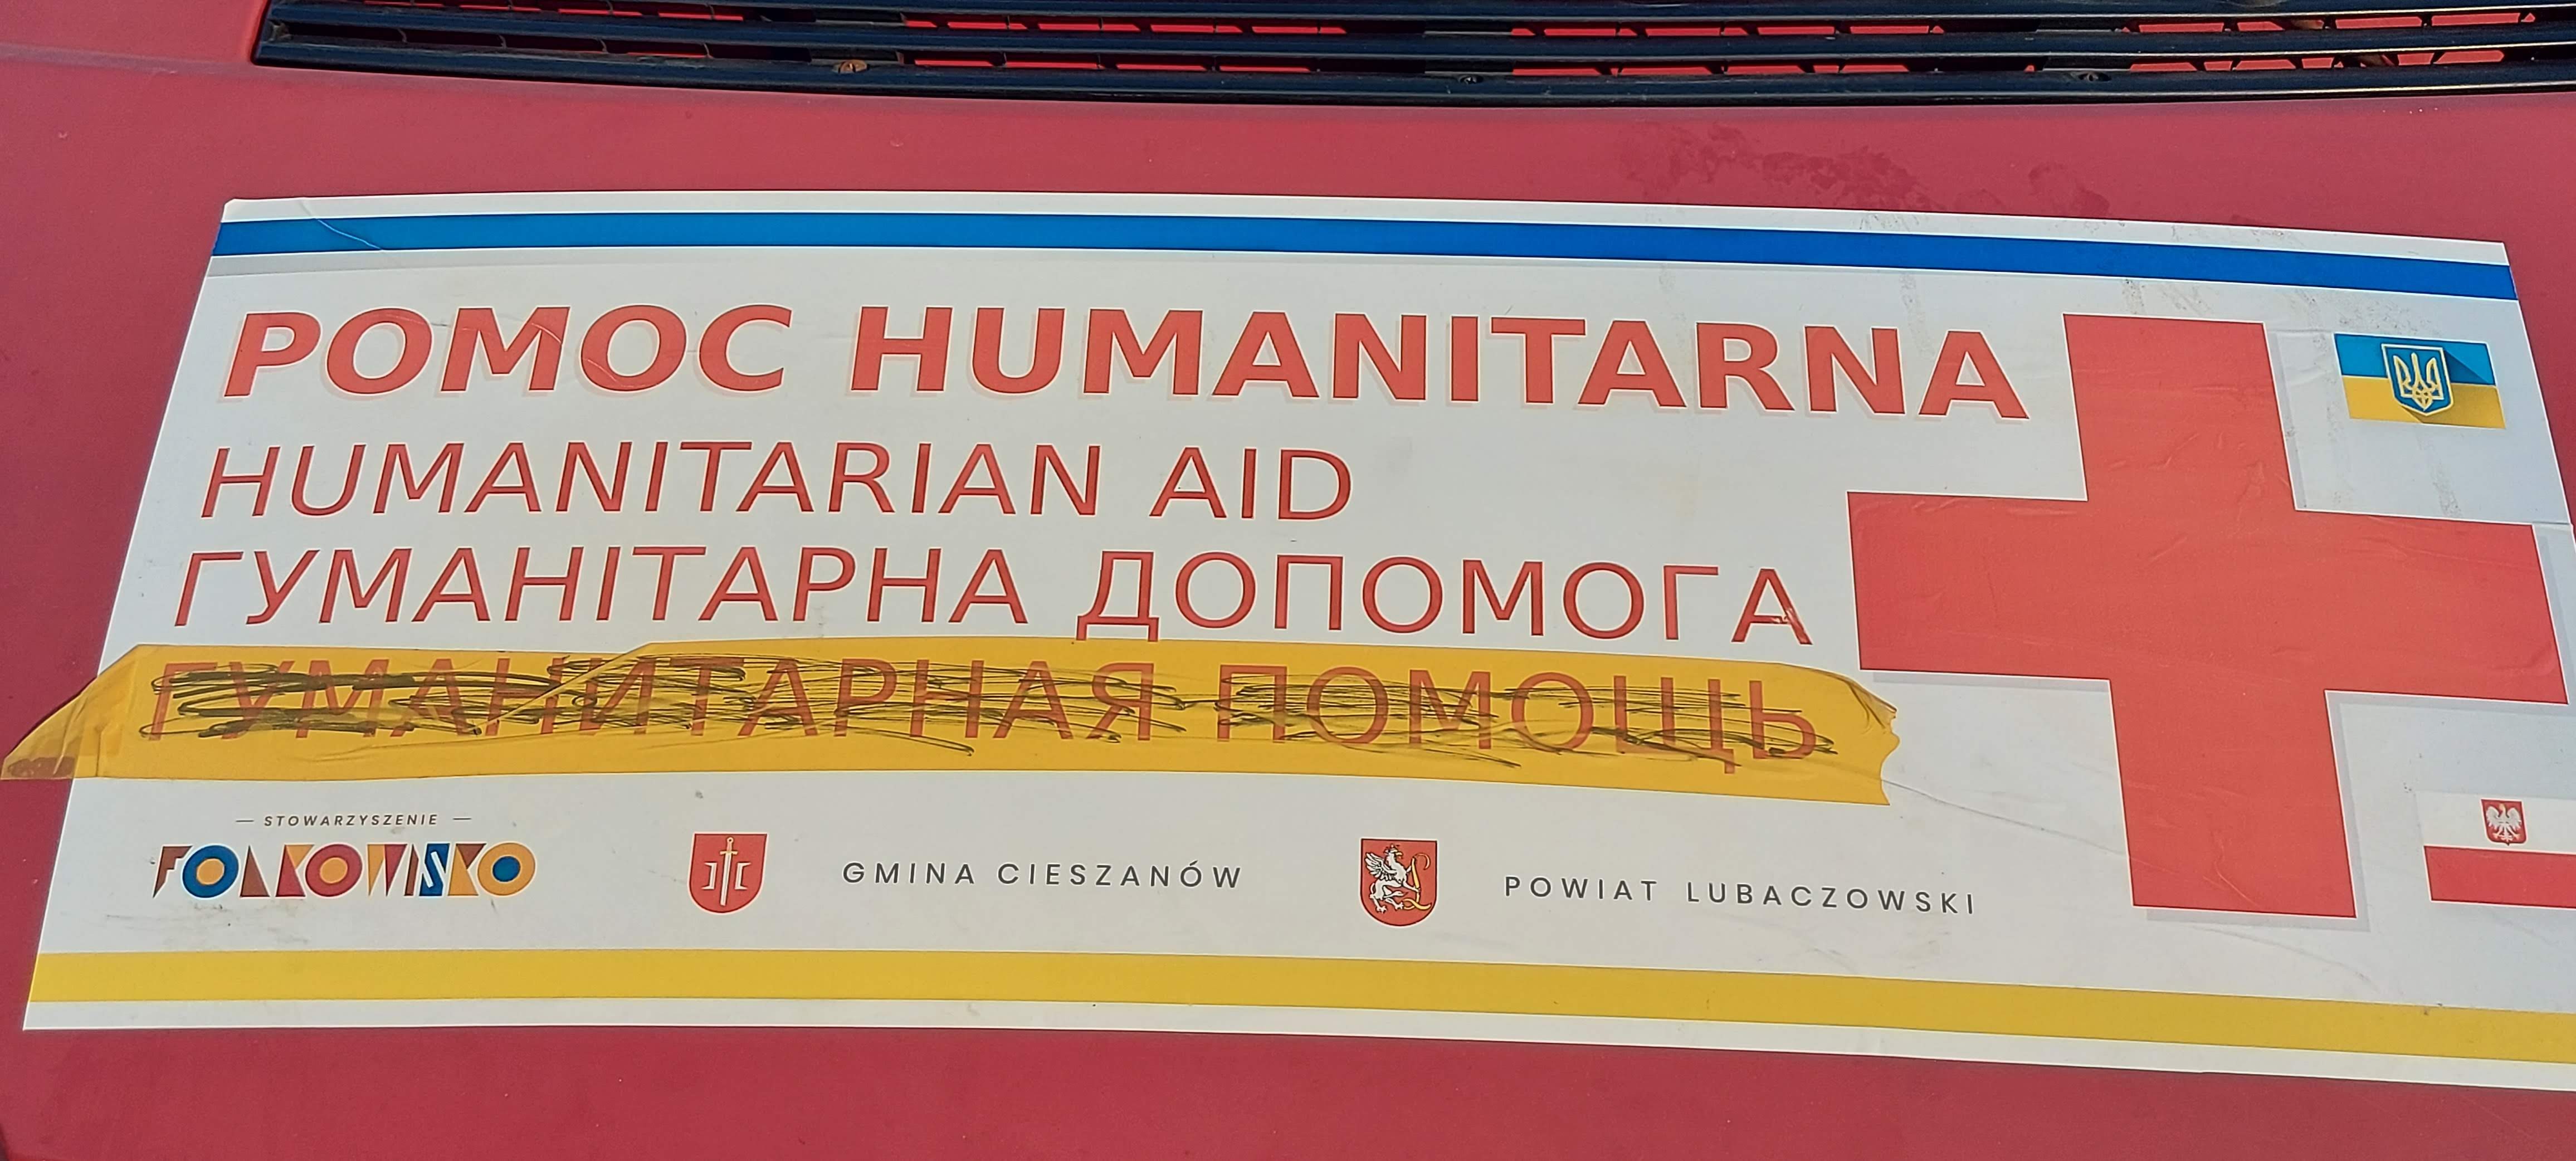 POMOC HUMANITARNA
HUMANITARIAN AID
ГУМАНІТАРНА ДОПОМОГА
ГУМАНИТАРНАЯ ПОМОЩЬ
— STOWARZYSZENIE —
FOLKOWISKO
GMINA CIESZANÓW
POWIAT LUBACZOWSKI